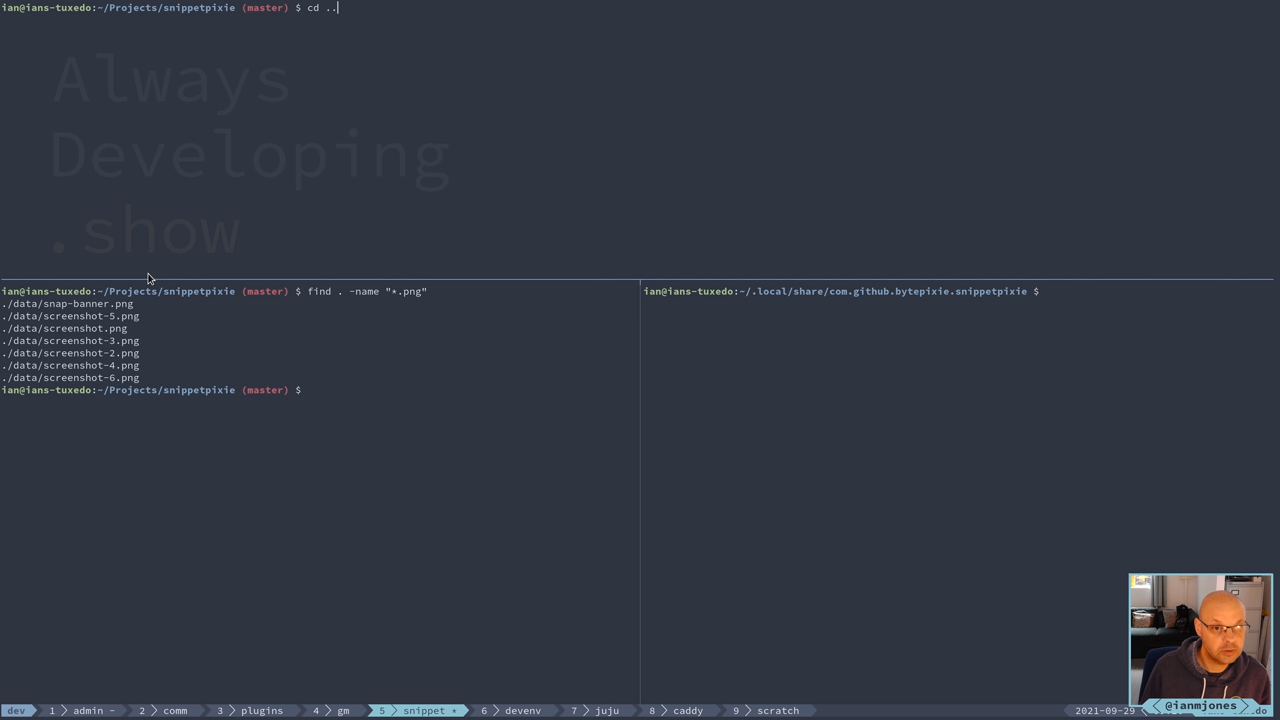 ian@ians-tuxedo:~/Projects/snippetpixie (master) $ cd ..
Always
Developing
.show
ian@ians-tuxedo:~/Projects/snippetpixie (master) $ find . -name "*.png"
./data/snap-banner.png
./data/screenshot-5.png
./data/screenshot.png
./data/screenshot-3.png
./data/screenshot-2.png
./data/screenshot-4.png
./data/screenshot-6.png
ian@ians-tuxedo:~/Projects/snippetpixie (master) $
ian@ians-tuxedo:~/.local/share/com.github.bytepixie.snippetpixie $
@ianmjones
dev 1 admin - 2 comm 3 plugins 4 gm 5 snippet * 6 devenv 7 juju 8 caddy 9 scratch 2021-09-29